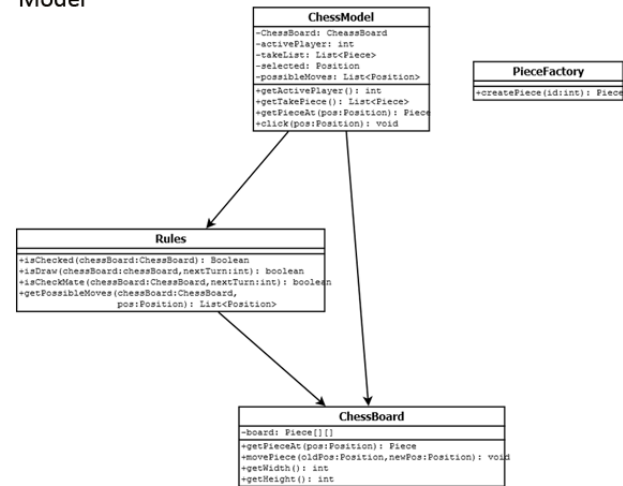 Model
ChessModel
-ChessBoard: CheassBoard
-activePlayer: int
-takeList: List<Piece>
-selected: Position
-possibleMoves: List<Position>
+getActivePlayer(): int
+getTakePiece(): List<Piece>
+getPieceAt(pos:Position): Piece
+click(pos:Position): void
PieceFactory
+createPiece(id:int): Piece
Rules
+isChecked(chessBoard:ChessBoard): Boolean
+isDraw(chessBoard:chessBoard,nextTurn:int): boolean
+isCheckMate(chessBoard:ChessBoard,nextTurn:int): boolean
+getPossibleMoves(chessBoard:ChessBoard,
pos:Position): List<Position>
ChessBoard
-board: Piece[][]
+getPieceAt(pos:Position): Piece
+movePiece(oldPos:Position,newPos:Position): void
+getWidth(): int
+getHeight(): int